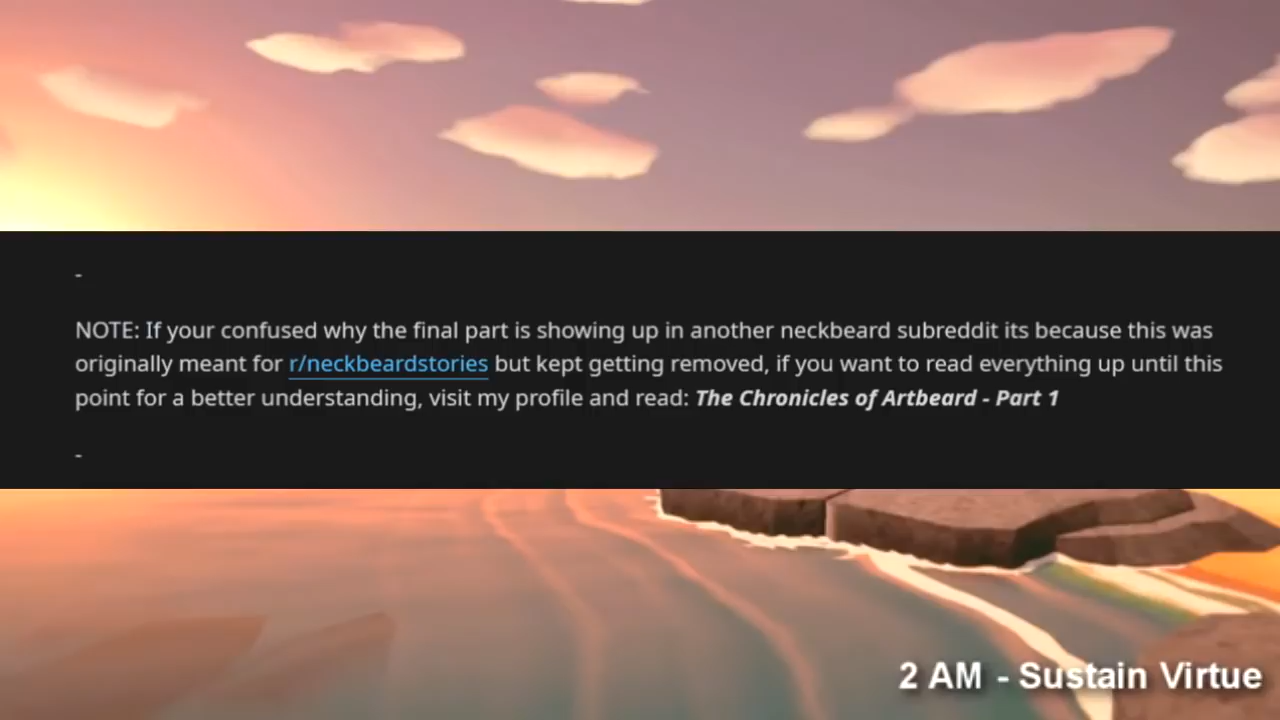 -
NOTE: If your confused why the final part is showing up in another neckbeard subreddit its because this was
originally meant for r/neckbeardstories but kept getting removed, if you want to read everything up until this
point for a better understanding, visit my profile and read: The Chronicles of Artbeard - Part 1
-
2 AM - Sustain Virtue